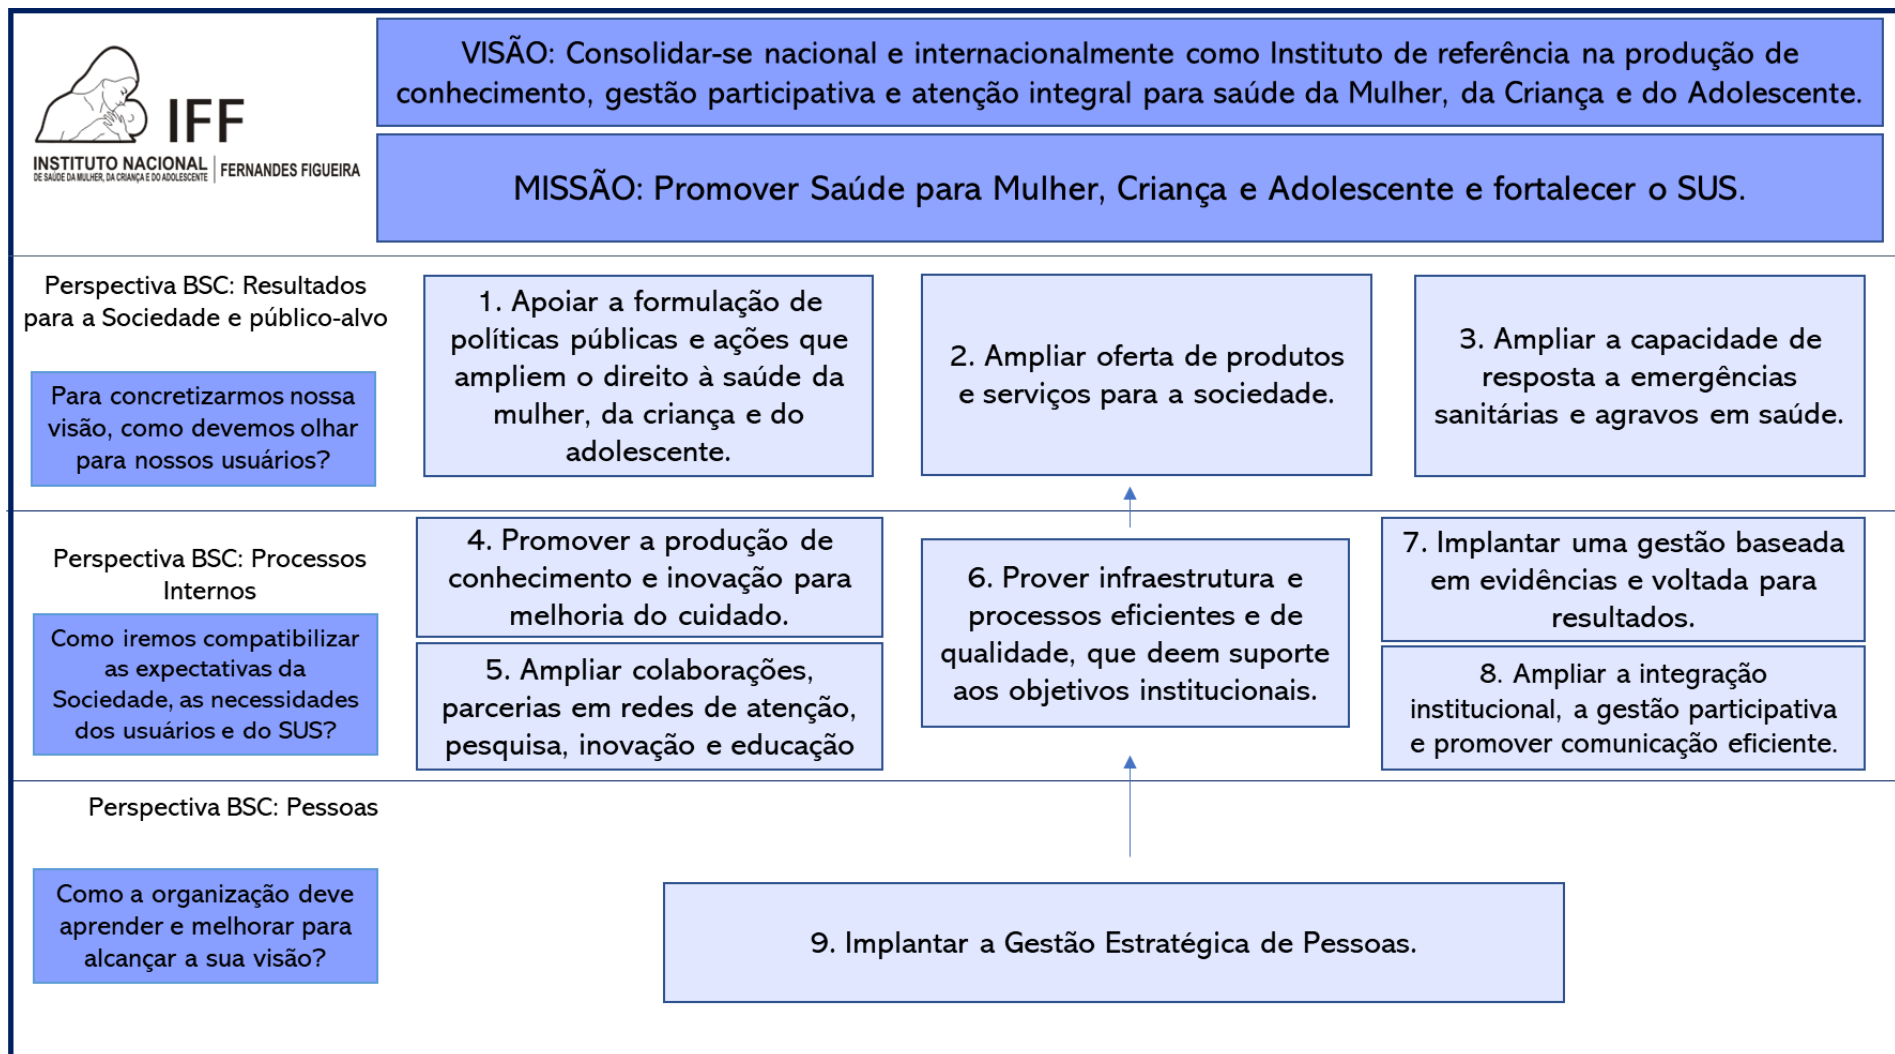 IFF
INSTITUTO NACIONAL
DE SAÚDE DA MULHER, DA CRIANÇA E DO ADOLESCENTE
FERNANDES FIGUEIRA
VISÃO: Consolidar-se nacional e internacionalmente como Instituto de referência na produção de
conhecimento, gestão participativa e atenção integral para saúde da Mulher, da Criança e do Adolescente.
MISSÃO: Promover Saúde para Mulher, Criança e Adolescente e fortalecer o SUS.
Perspectiva BSC: Resultados
para a Sociedade e público-alvo
Para concretizarmos nossa
visão, como devemos olhar
para nossos usuários?
1. Apoiar a formulação de
políticas públicas e ações que
ampliem o direito à saúde da
mulher, da criança e do
adolescente.
2. Ampliar oferta de produtos
e serviços para a sociedade.
3. Ampliar a capacidade de
resposta a emergências
sanitárias e agravos em saúde.
Perspectiva BSC: Processos
Internos
Como iremos compatibilizar
as expectativas da
Sociedade, as necessidades
dos usuários e do SUS?
4. Promover a produção de
conhecimento e inovação para
melhoria do cuidado.
5. Ampliar colaborações,
parcerias em redes de atenção,
pesquisa, inovação e educação
6. Prover infraestrutura e
processos eficientes e de
qualidade, que deem suporte
aos objetivos institucionais.
7. Implantar uma gestão baseada
em evidências e voltada para
resultados.
8. Ampliar a integração
institucional, a gestão participativa
e promover comunicação eficiente.
Perspectiva BSC: Pessoas
Como a organização deve
aprender e melhorar para
alcançar a sua visão?
9. Implantar a Gestão Estratégica de Pessoas.